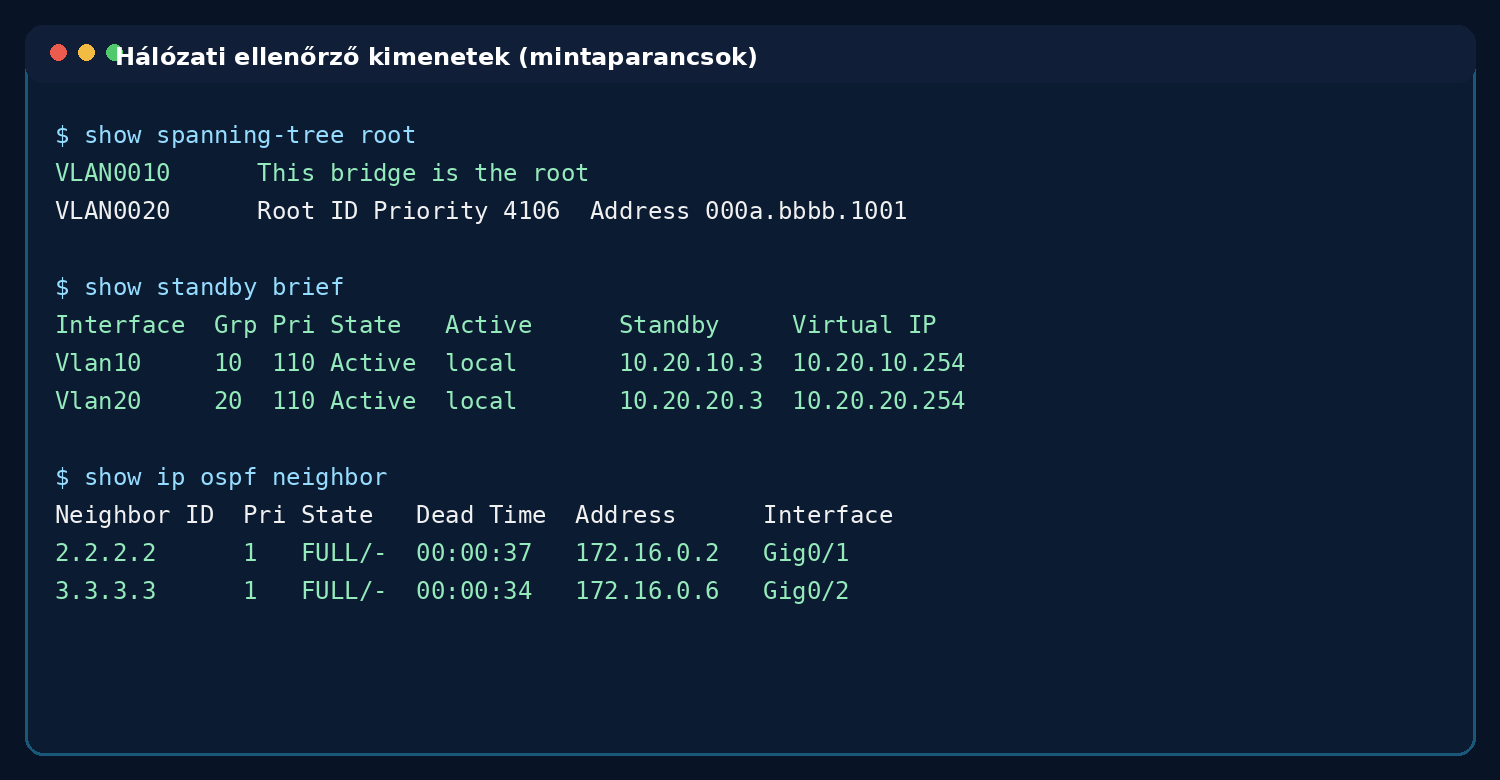 Hálózati ellenőrző kimenetek (mintaparancsok)
$ show spanning-tree root
VLAN0010      This bridge is the root
VLAN0020      Root ID Priority 4106  Address 000a.bbbb.1001
$ show standby brief
Interface  Grp Pri State   Active      Standby     Virtual IP
Vlan10     10  110 Active  local       10.20.10.3  10.20.10.254
Vlan20     20  110 Active  local       10.20.20.3  10.20.20.254
$ show ip ospf neighbor
Neighbor ID  Pri State   Dead Time  Address      Interface
2.2.2.2      1   FULL/-  00:00:37   172.16.0.2   Gig0/1
3.3.3.3      1   FULL/-  00:00:34   172.16.0.6   Gig0/2